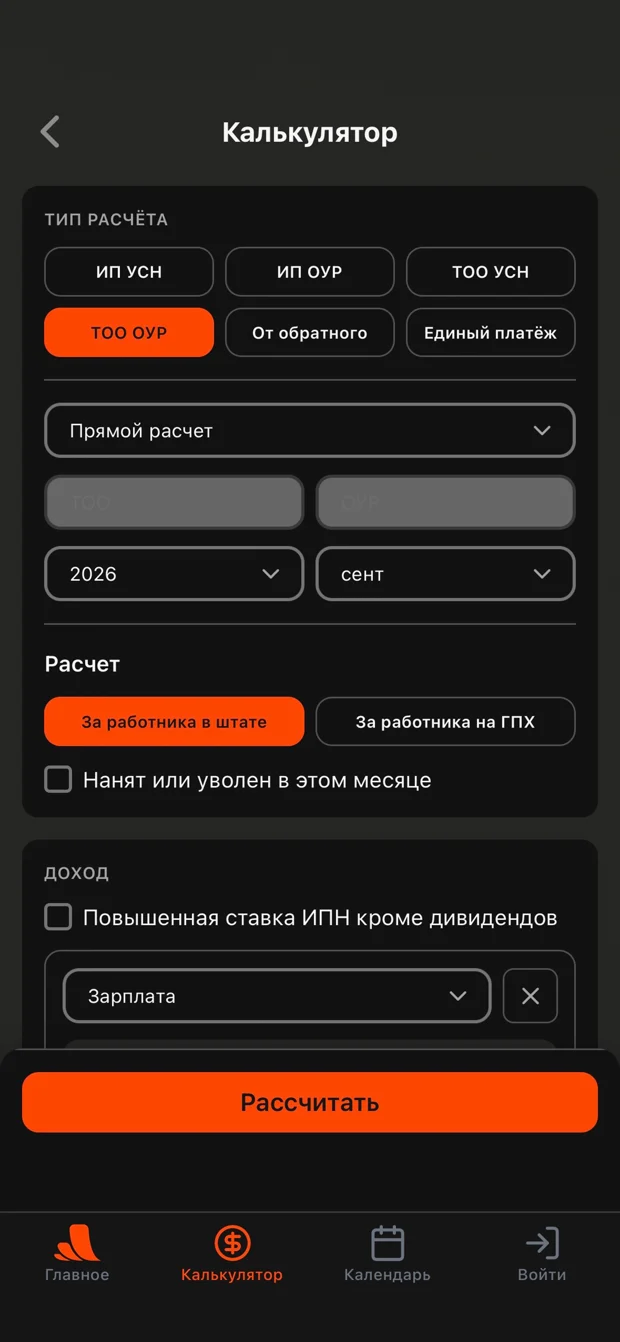 Калькулятор
ТИП РАСЧЁТА
ИП УСН
ИП ОУР
ТОО УСН
ТОО ОУР
От обратного
Единый платёж
Прямой расчет
ТОО
ОУР
2026
сент
Расчет
За работника в штате
За работника на ГПХ
Нанят или уволен в этом месяце
ДОХОД
Повышенная ставка ИПН кроме дивидендов
Зарплата
Рассчитать
Главное
Калькулятор
Календарь
Войти